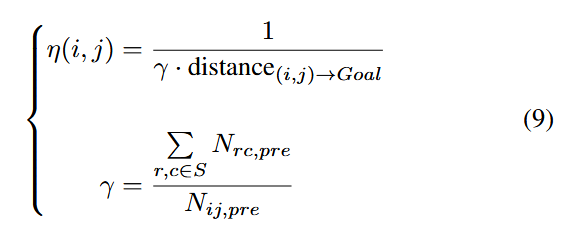 η(i, j) = 1 / (γ · distance_{(i,j)→Goal})
(9)
γ = ∑_{r,c∈S} N_{rc,pre} / N_{ij,pre}